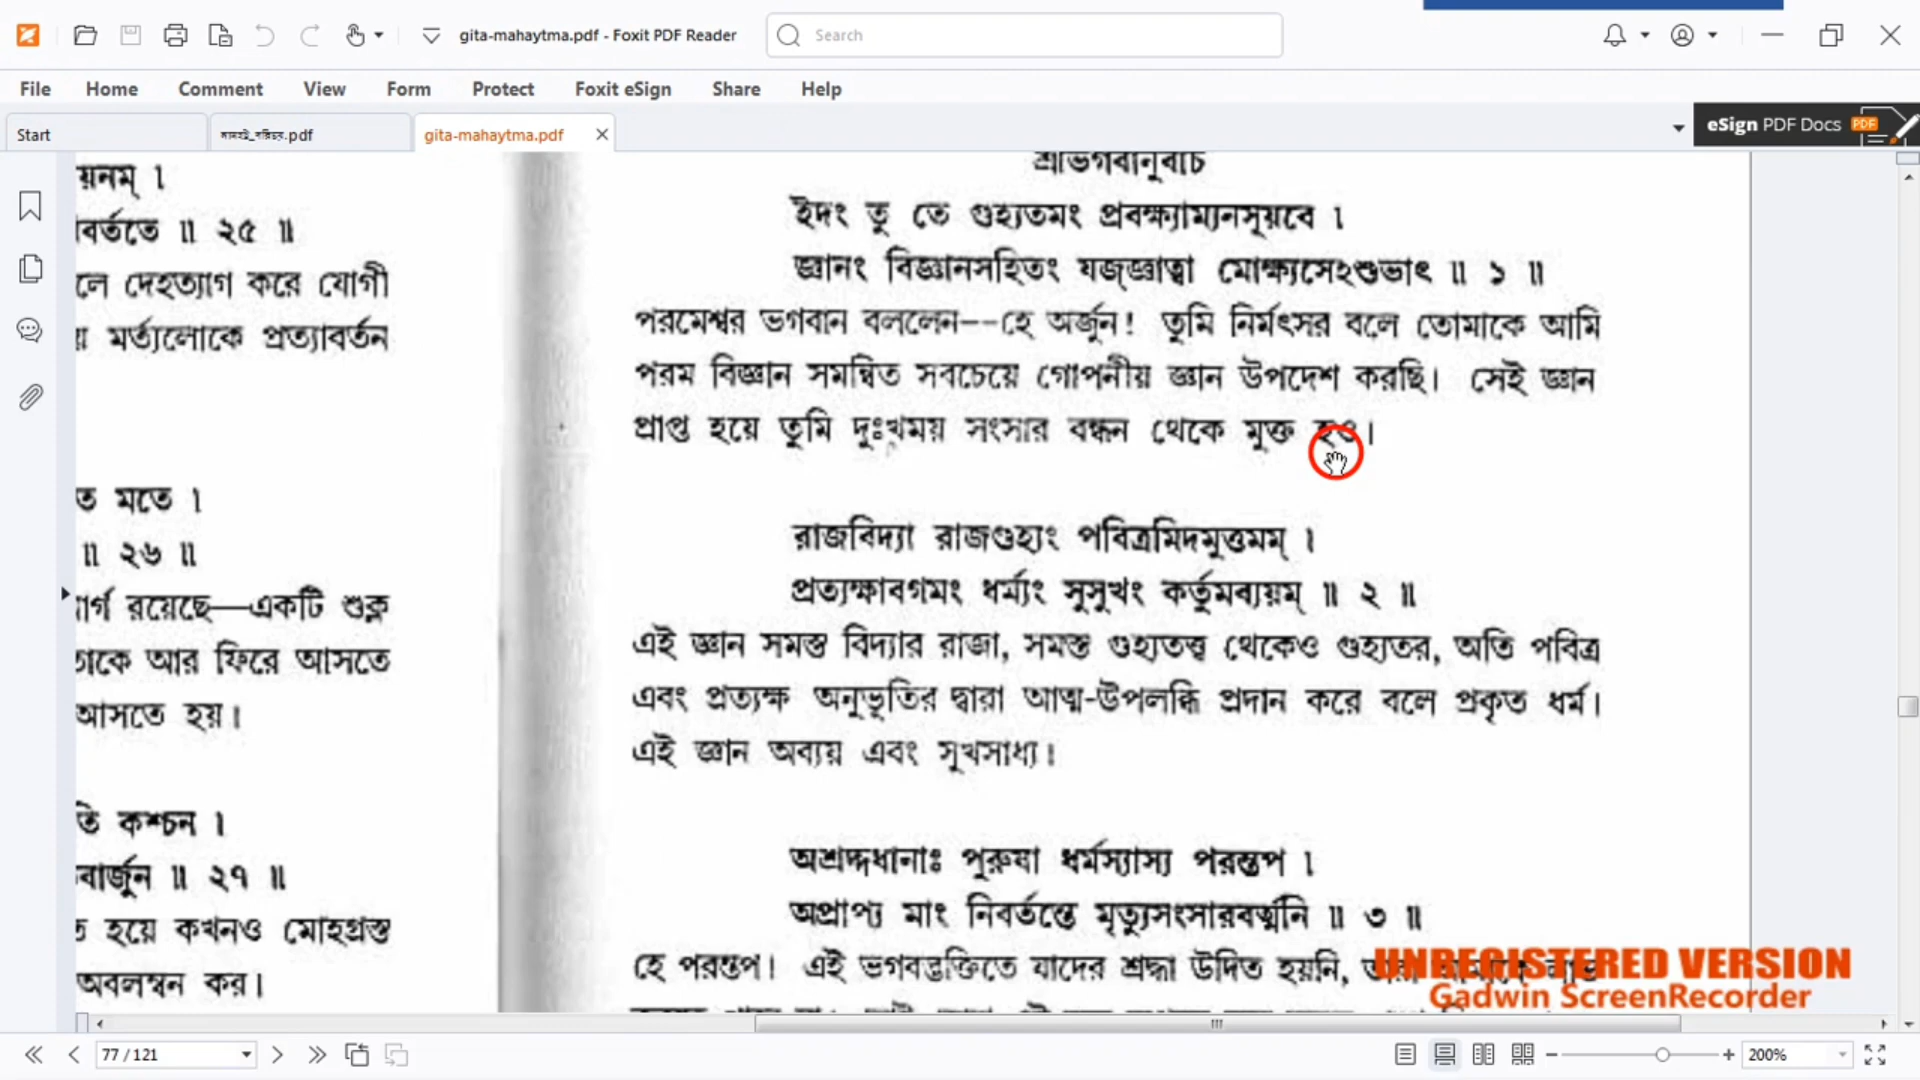 gita-mahaytma.pdf - Foxit PDF Reader
Search
File Home Comment View Form Protect Foxit eSign Share Help
Start
gita-mahaytma.pdf
eSign PDF Docs
PDF
য়নম্ ।
বর্ততে ॥ ২৫ ॥
লে দেহত্যাগ করে যোগী
মর্ত্যলোকে প্রত্যাবর্তন
ত মতে ।
॥ ২৬ ॥
মার্গ রয়েছে—একটি শুক্ল
তাকে আর ফিরে আসতে
আসতে হয়।
তি কশ্চন ।
বার্জুন ॥ ২৭ ॥
হয়ে কখনও মোহগ্রস্ত
অবলম্বন কর।
শ্রীভগবানুবাচ
ইদং তু তে গুহ্যতমং প্রবক্ষ্যাম্যনসূয়বে ।
জ্ঞানং বিজ্ঞানসহিতং যজ্জ্ঞাত্বা মোক্ষ্যসেঽশুভাৎ ॥ ১ ॥
পরমেশ্বর ভগবান বললেন--হে অর্জুন! তুমি নির্মৎসর বলে তোমাকে আমি
পরম বিজ্ঞান সমন্বিত সবচেয়ে গোপনীয় জ্ঞান উপদেশ করছি। সেই জ্ঞান
প্রাপ্ত হয়ে তুমি দুঃখময় সংসার বন্ধন থেকে মুক্ত হও।
রাজবিদ্যা রাজগুহ্যং পবিত্রমিদমুত্তমম্ ।
প্রত্যক্ষাবগমং ধর্ম্যং সুসুখং কর্তুমব্যয়ম্ ॥ ২ ॥
এই জ্ঞান সমস্ত বিদ্যার রাজা, সমস্ত গুহ্যতত্ত্ব থেকেও গুহ্যতর, অতি পবিত্র
এবং প্রত্যক্ষ অনুভূতির দ্বারা আত্ম-উপলব্ধি প্রদান করে বলে প্রকৃত ধর্ম।
এই জ্ঞান অব্যয় এবং সুখসাধ্য।
অশ্রদ্দধানাঃ পুরুষা ধর্মস্যাস্য পরন্তপ ।
অপ্রাপ্য মাং নিবর্তন্তে মৃত্যুসংসারবর্ত্মনি ॥ ৩ ॥
হে পরন্তপ। এই ভগবদ্ভক্তিতে যাদের শ্রদ্ধা উদিত হয়নি,
UNREGISTERED VERSION
Gadwin ScreenRecorder
77 / 121
200%